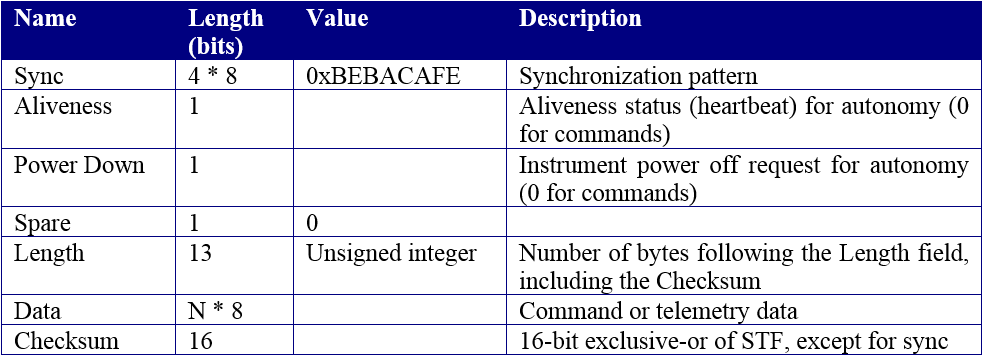 Name Length (bits) Value Description
Sync 4 * 8 0xBEBACAFE Synchronization pattern
Aliveness 1 Aliveness status (heartbeat) for autonomy (0
for commands)
Power Down 1 Instrument power off request for autonomy
(0 for commands)
Spare 1 0
Length 13 Unsigned integer Number of bytes following the Length field,
including the Checksum
Data N * 8 Command or telemetry data
Checksum 16 16-bit exclusive-or of STF, except for sync